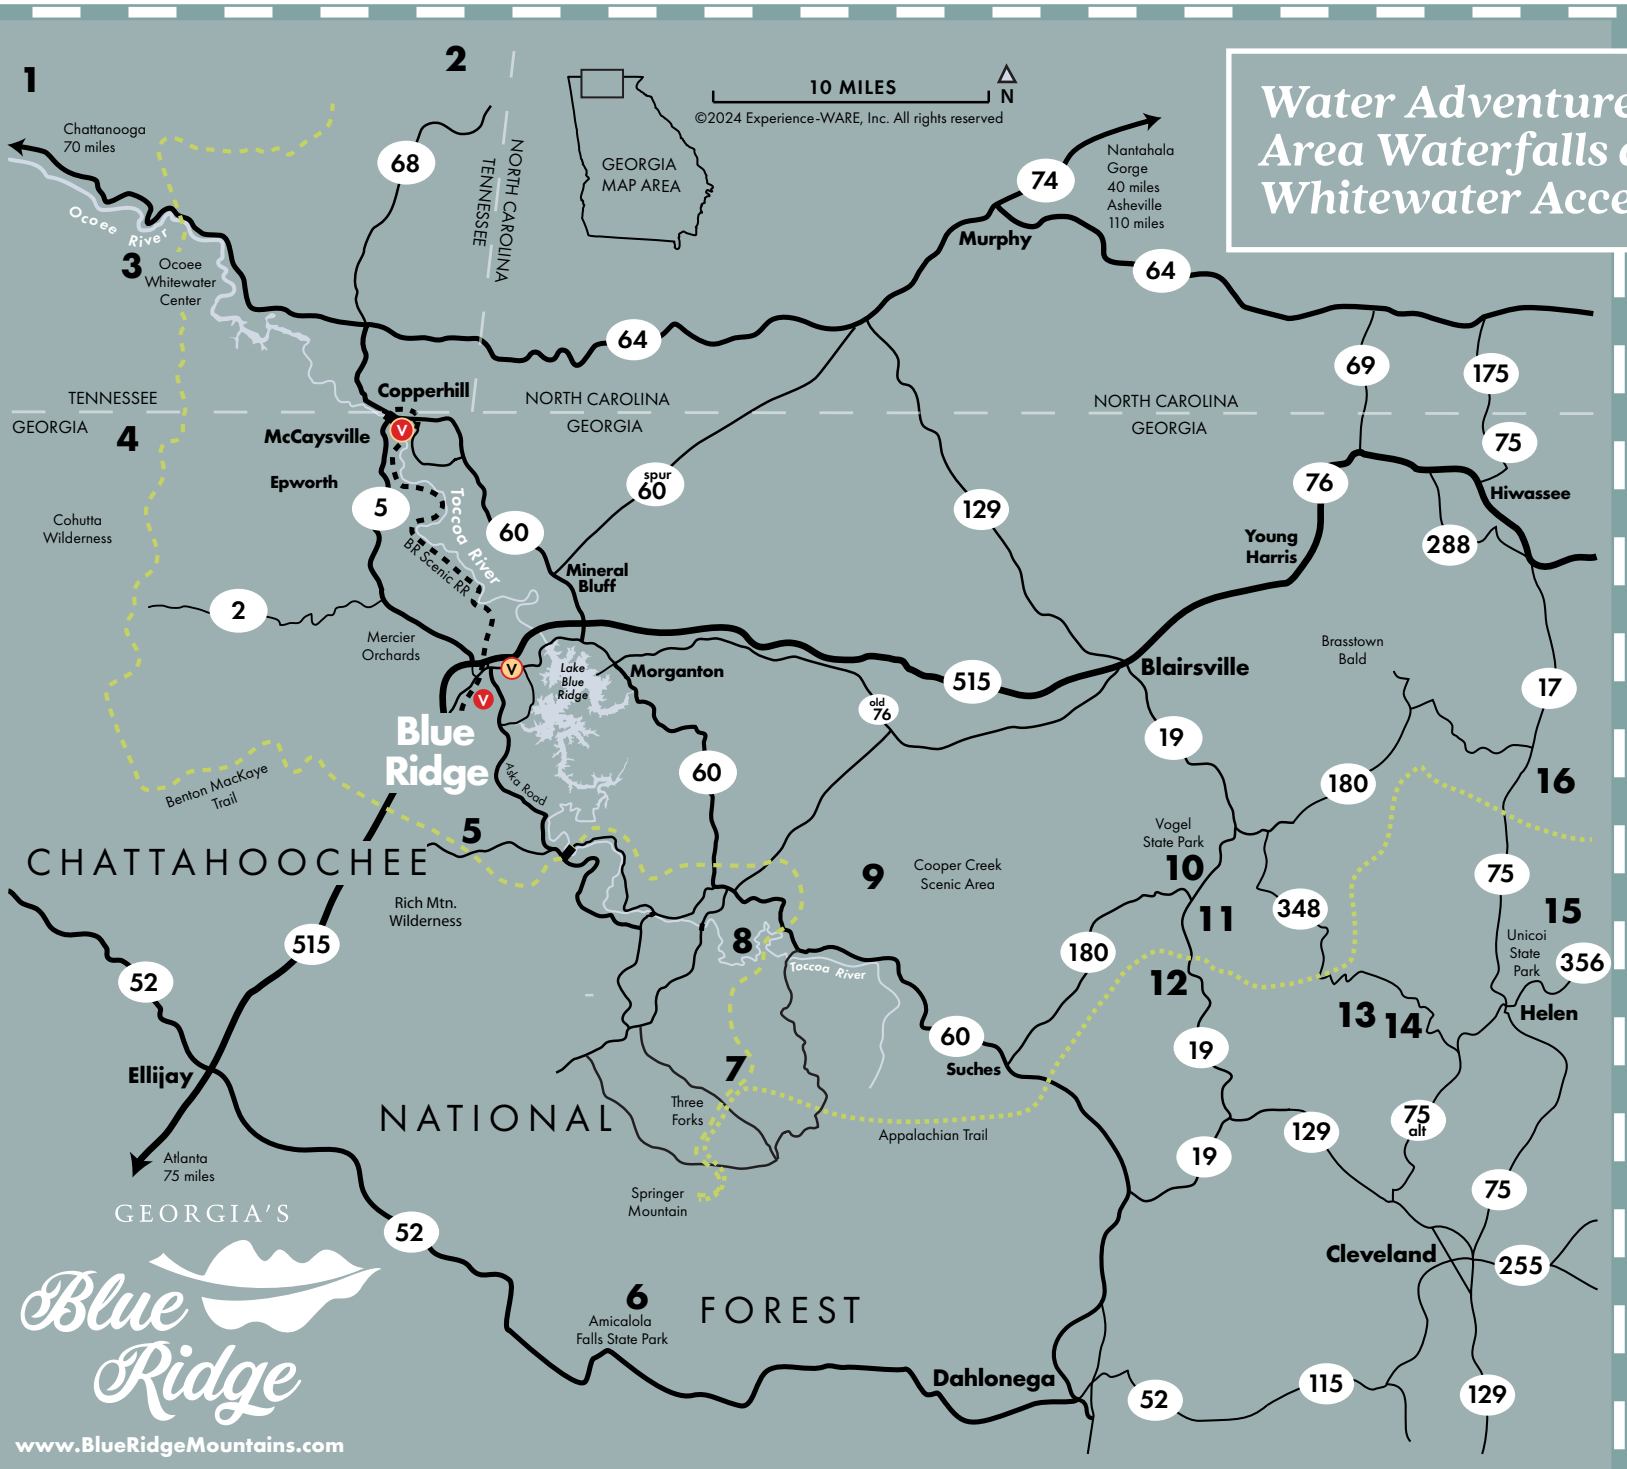 1
2
10 MILES
N
©2024 Experience-WARE, Inc. All rights reserved
Water Adventure
Area Waterfalls
Whitewater Acce
Chattanooga
70 miles
68
NORTH CAROLINA
TENNESSEE
GEORGIA
MAP AREA
74
Nantahala
Gorge
40 miles
Asheville
110 miles
Murphy
64
Ocoee River
3
Ocoee
Whitewater
Center
64
69
175
TENNESSEE
GEORGIA
4
Copperhill
McCaysville
V
NORTH CAROLINA
GEORGIA
NORTH CAROLINA
GEORGIA
75
Epworth
5
Toccoa River
60
spur
60
129
76
Hiwassee
Young
Harris
288
Cohutta
Wilderness
BR Scenic RR
Mineral
Bluff
2
Mercier
Orchards
V
V
Lake
Blue
Ridge
Morganton
515
Blairsville
Brasstown
Bald
17
old
76
19
Blue
Ridge
Aska Road
60
180
16
Benton MacKaye
Trail
5
Vogel
State Park
10
CHATTAHOOCHEE
9
Cooper Creek
Scenic Area
75
Rich Mtn.
Wilderness
11
348
15
515
8
180
Unicoi
State
Park
356
52
Toccoa River
12
13
14
Helen
60
Suches
19
Ellijay
7
NATIONAL
Three
Forks
Appalachian Trail
129
75
alt
19
Atlanta
75 miles
Springer
Mountain
75
GEORGIA'S
Blue
Ridge
52
Cleveland
255
6
Amicalola
Falls State Park
FOREST
Dahlonega
52
115
129
www.BlueRidgeMountains.com